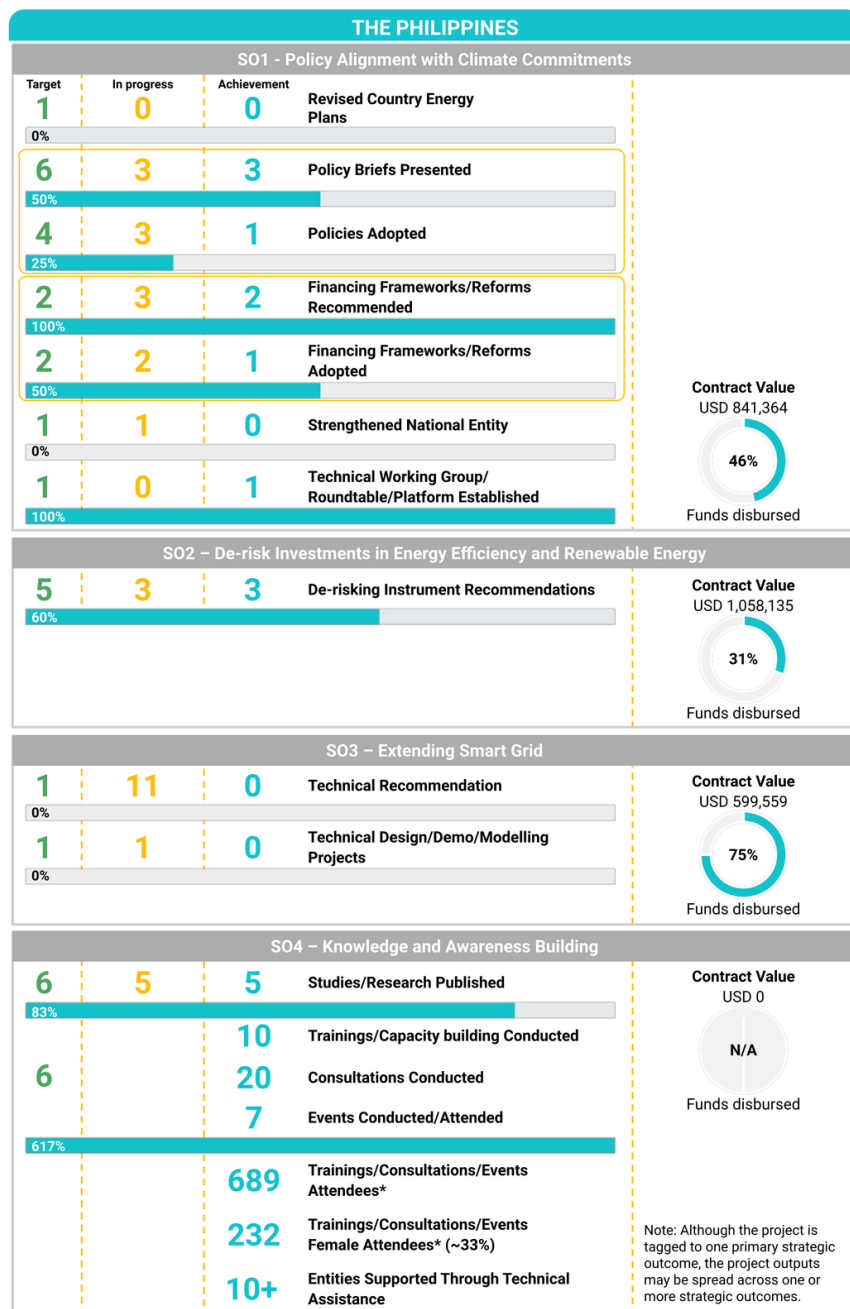 THE PHILIPPINES
SO1 - Policy Alignment with Climate Commitments
Target In progress Achievement
1 0 0 Revised Country Energy
Plans
0%
6 3 3 Policy Briefs Presented
50%
4 3 1 Policies Adopted
25%
2 3 2 Financing Frameworks/Reforms
Recommended
100%
2 2 1 Financing Frameworks/Reforms
Adopted
50%
1 1 0 Strengthened National Entity
0%
1 0 1 Technical Working Group/
Roundtable/Platform Established
100%
Contract Value
USD 841,364
46%
Funds disbursed
SO2 – De-risk Investments in Energy Efficiency and Renewable Energy
5 3 3 De-risking Instrument Recommendations
60%
Contract Value
USD 1,058,135
31%
Funds disbursed
SO3 – Extending Smart Grid
1 11 0 Technical Recommendation
0%
1 1 0 Technical Design/Demo/Modelling
Projects
0%
Contract Value
USD 599,559
75%
Funds disbursed
SO4 – Knowledge and Awareness Building
6 5 5 Studies/Research Published
83%
10 Trainings/Capacity building Conducted
6 20 Consultations Conducted
7 Events Conducted/Attended
617%
689 Trainings/Consultations/Events
Attendees*
232 Trainings/Consultations/Events
Female Attendees* (~33%)
10+ Entities Supported Through Technical
Assistance
Contract Value
USD 0
N/A
Funds disbursed
Note: Although the project is
tagged to one primary strategic
outcome, the project outputs
may be spread across one or
more strategic outcomes.